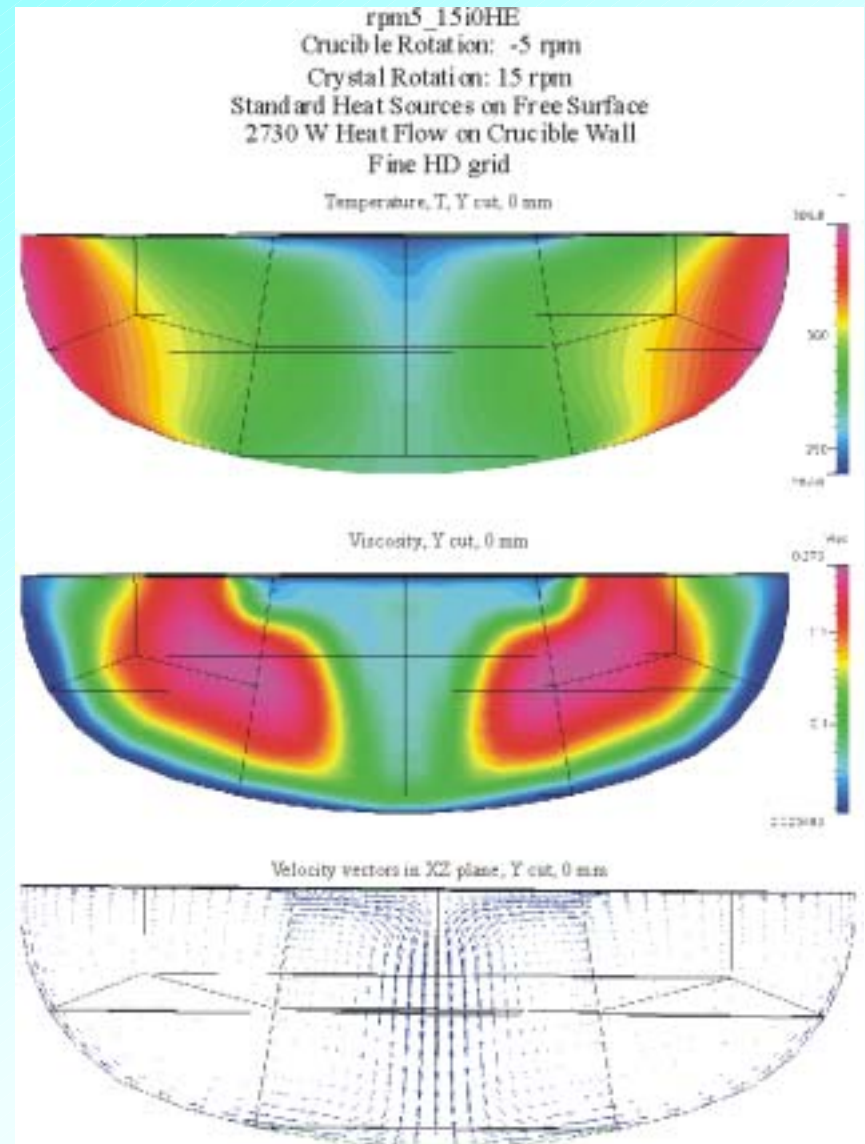 rpm5_15i0HE
Crucible Rotation: -5 rpm
Crystal Rotation: 15 rpm
Standard Heat Sources on Free Surface
2730 W Heat Flow on Crucible Wall
Fine HD grid
Temperature, T, Y cut, 0 mm
Viscosity, Y cut, 0 mm
0.273
Velocity vectors in XZ plane, Y cut, 0 mm